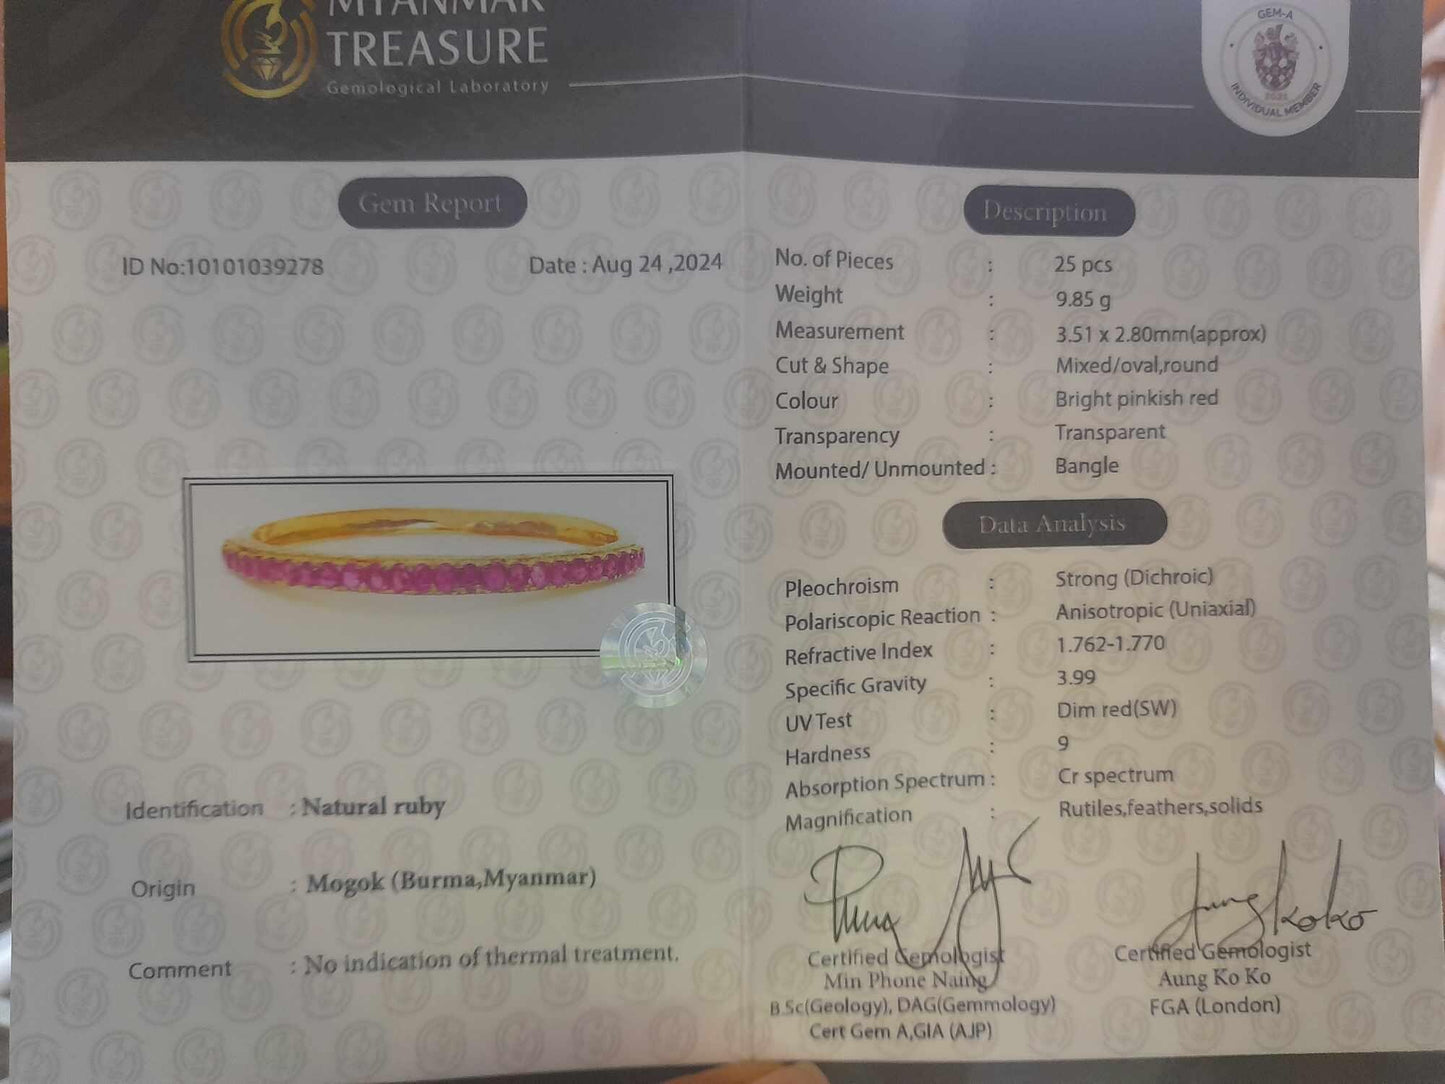 MYANMAR
TREASURE
Gemological Laboratory
GEM-A
2021
INDIVIDUAL MEMBER
Gem Report
ID No:10101039278
Date : Aug 24 ,2024
Identification : Natural ruby
Origin : Mogok (Burma,Myanmar)
Comment : No indication of thermal treatment.
Description
No. of Pieces : 25 pcs
Weight : 9.85 g
Measurement : 3.51 x 2.80mm(approx)
Cut & Shape : Mixed/oval,round
Colour : Bright pinkish red
Transparency : Transparent
Mounted/ Unmounted : Bangle
Data Analysis
Pleochroism : Strong (Dichroic)
Polariscopic Reaction : Anisotropic (Uniaxial)
Refractive Index : 1.762-1.770
Specific Gravity : 3.99
UV Test : Dim red(SW)
Hardness : 9
Absorption Spectrum : Cr spectrum
Magnification : Rutiles,feathers,solids
Aung Ko Ko
Certified Gemologist
Min Phone Naing
B.Sc(Geology), DAG(Gemmology)
Cert Gem A,GIA (AJP)
Certified Gemologist
Aung Ko Ko
FGA (London)